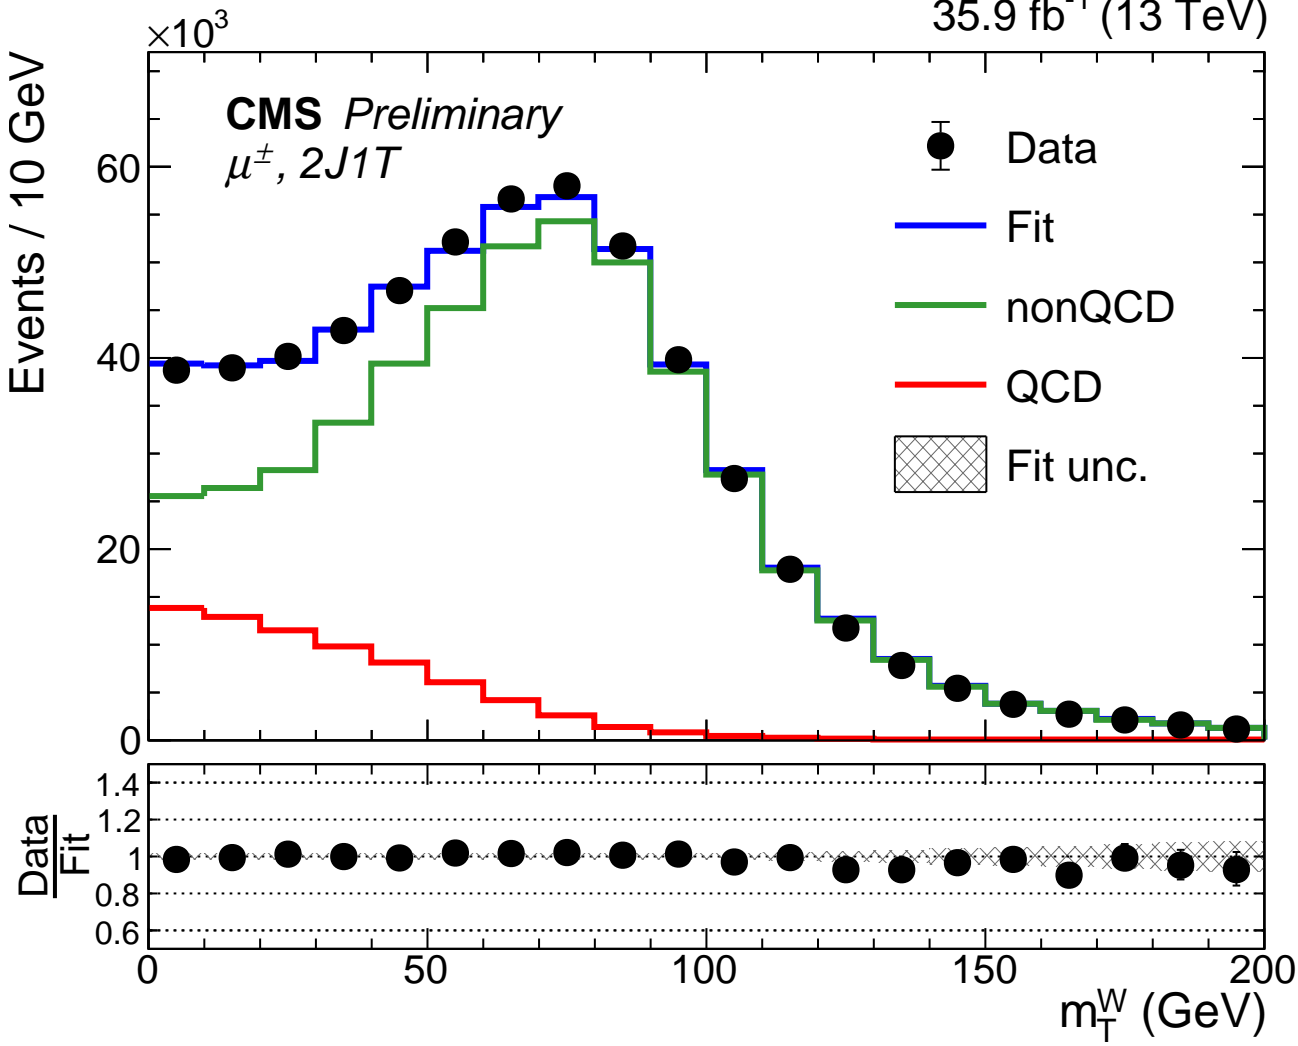 ×10³
35.9 fb⁻¹ (13 TeV)
Events / 10 GeV
CMS Preliminary
μ±, 2J1T
Data
Fit
nonQCD
QCD
Fit unc.
60
40
20
0
Data
Fit
1.4
1.2
1
0.8
0.6
0 50 100 150 200
m_T^W (GeV)